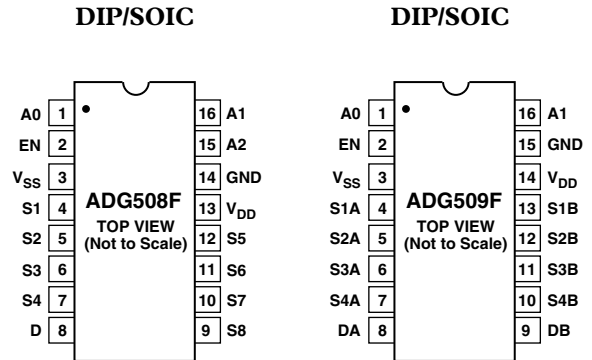 DIP/SOIC
A0 1 16 A1
EN 2 15 A2
VSS 3 14 GND
S1 4 ADG508F 13 VDD
TOP VIEW
S2 5 (Not to Scale) 12 S5
S3 6 11 S6
S4 7 10 S7
D 8 9 S8
DIP/SOIC
A0 1 16 A1
EN 2 15 GND
VSS 3 14 VDD
S1A 4 ADG509F 13 S1B
TOP VIEW
S2A 5 (Not to Scale) 12 S2B
S3A 6 11 S3B
S4A 7 10 S4B
DA 8 9 DB